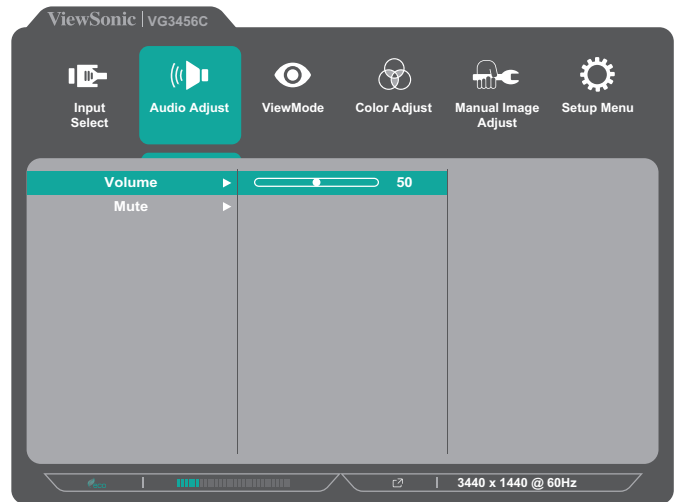 ViewSonic | VG3456C
Input Select
Audio Adjust
ViewMode
Color Adjust
Manual Image Adjust
Setup Menu
Volume
50
Mute
eco
3440 x 1440 @ 60Hz